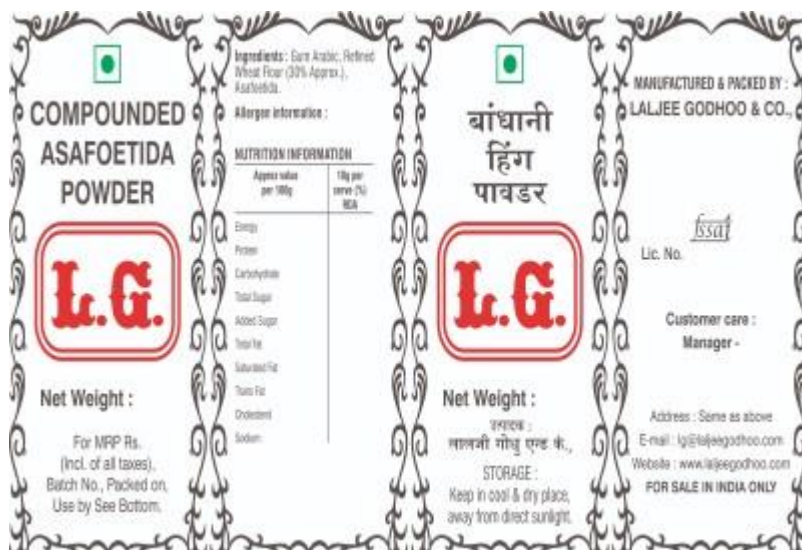 COMPOUNDED
ASAFOETIDA
POWDER
L.G.
Net Weight :
For MRP Rs.
(Incl. of all taxes),
Batch No., Packed on,
Use by See Bottom.
Ingredients : Gum Arabic, Refined
Wheat Flour (30% Approx.),
Asafoetida.
Allergen information :
NUTRITION INFORMATION
Approx value
per 100g
10g per
serve (%)
RDA
Energy
Protein
Carbohydrate
Total Sugar
Added Sugar
Total Fat
Saturated Fat
Trans Fat
Cholesterol
Sodium
बांधानी
हिंग
पावडर
L.G.
Net Weight :
उत्पादक :
लालजी गोधु एन्ड कं.,
STORAGE :
Keep in cool & dry place,
away from direct sunlight.
MANUFACTURED & PACKED BY :
LALJEE GODHOO & CO.,
fssai
Lic. No.
Customer care :
Manager -
Address : Same as above
E-mail : lg@laljeegodhoo.com
Website : www.laljeegodhoo.com
FOR SALE IN INDIA ONLY